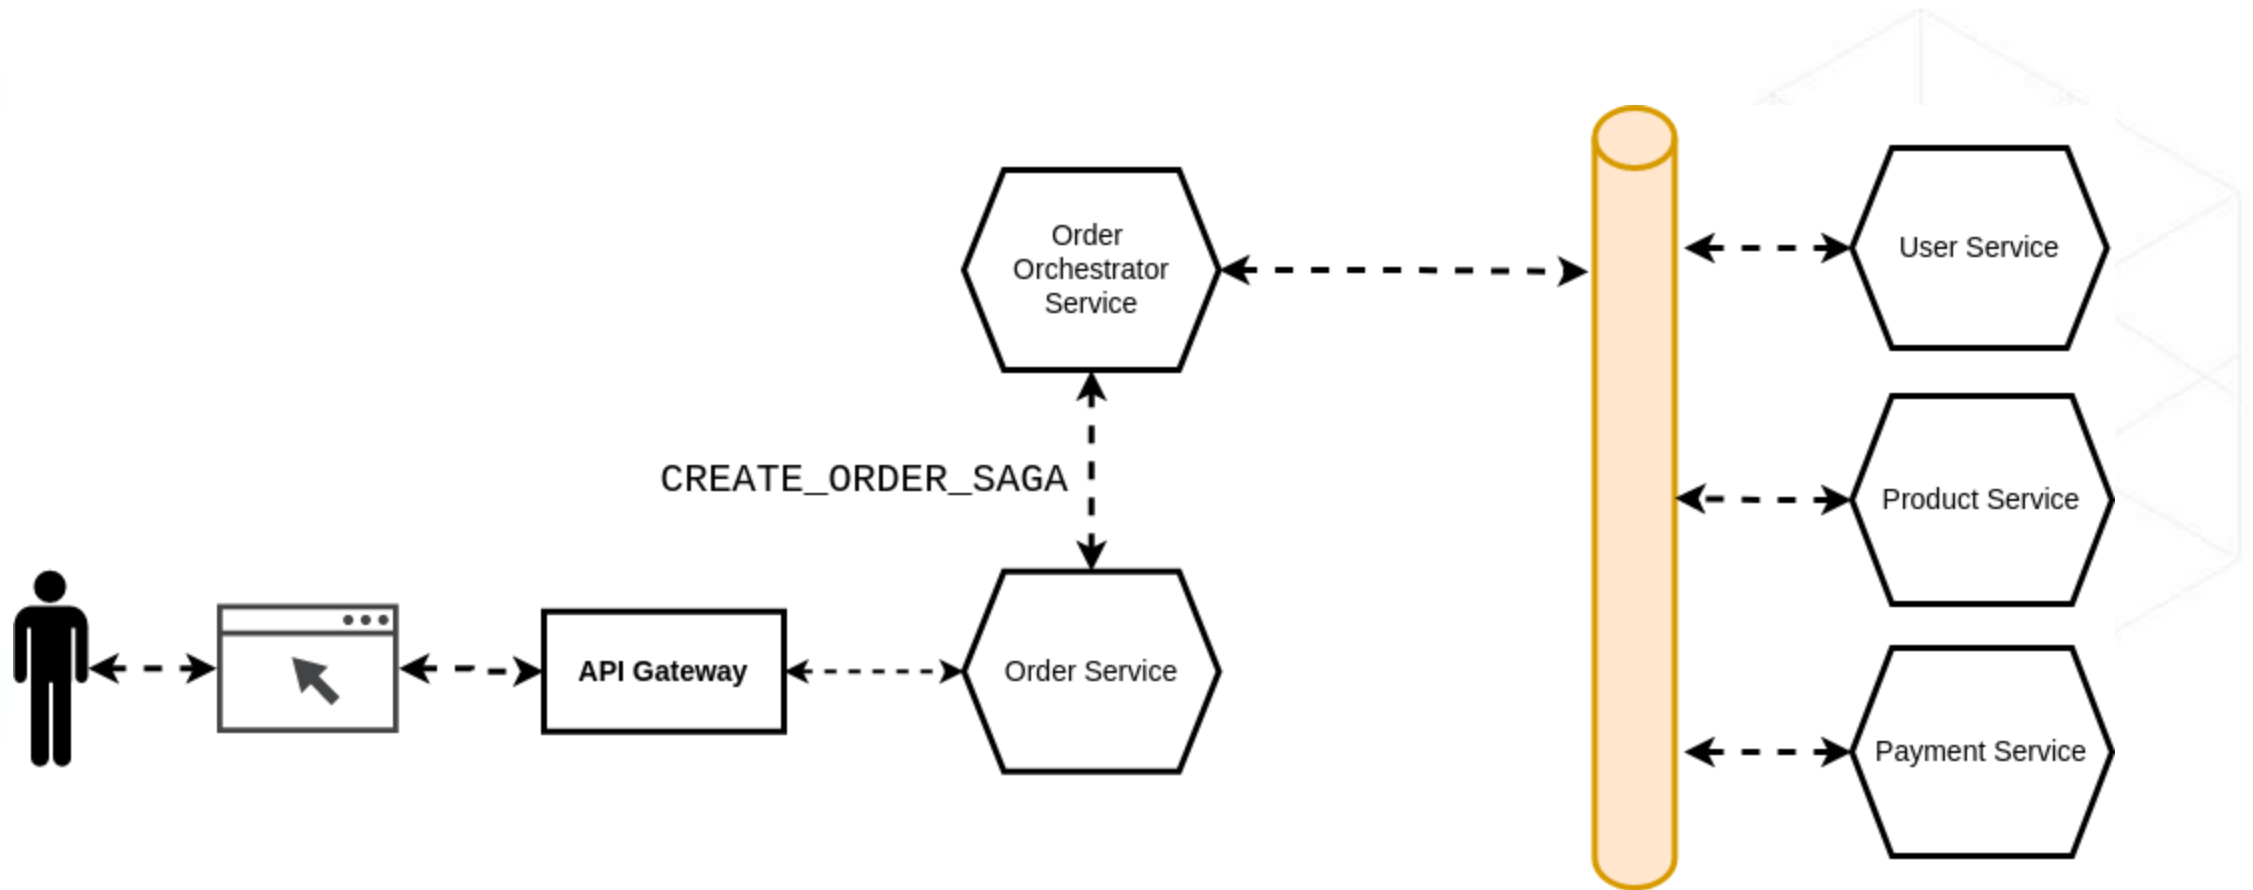 Order
Orchestrator
Service
User Service
CREATE_ORDER_SAGA
Product Service
API Gateway
Order Service
Payment Service